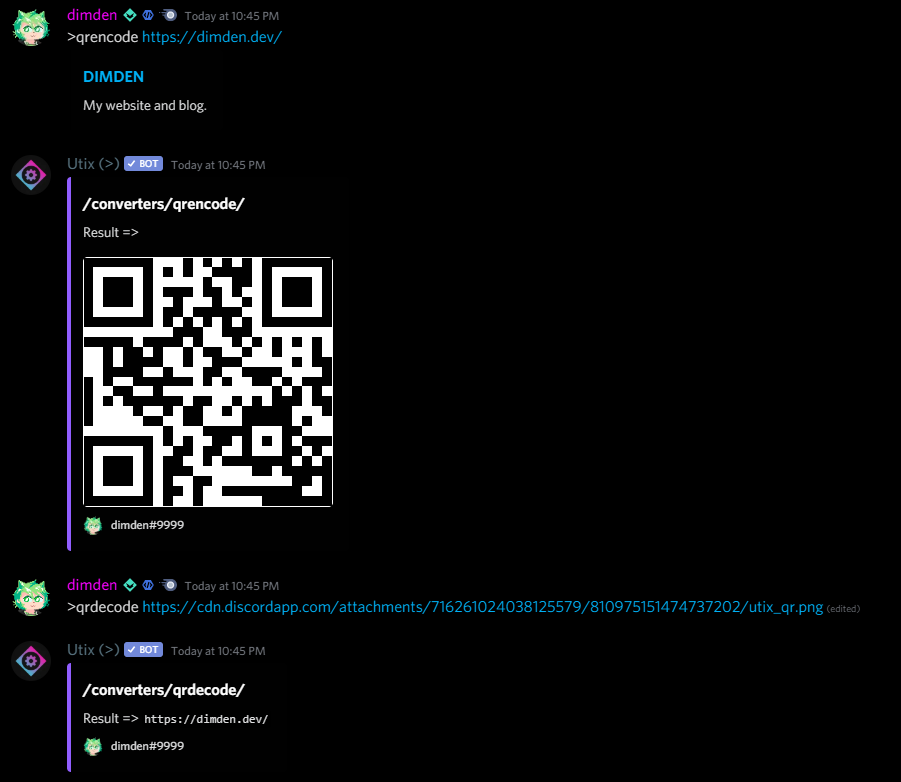 dimden Today at 10:45 PM
>qrencode https://dimden.dev/
DIMDEN
My website and blog.
Utix (>) ✓ BOT Today at 10:45 PM
/converters/qrencode/
Result =>
dimden#9999
dimden Today at 10:45 PM
>qrdecode https://cdn.discordapp.com/attachments/716261024038125579/810975151474737202/utix_qr.png (edited)
Utix (>) ✓ BOT Today at 10:45 PM
/converters/qrdecode/
Result => https://dimden.dev/
dimden#9999